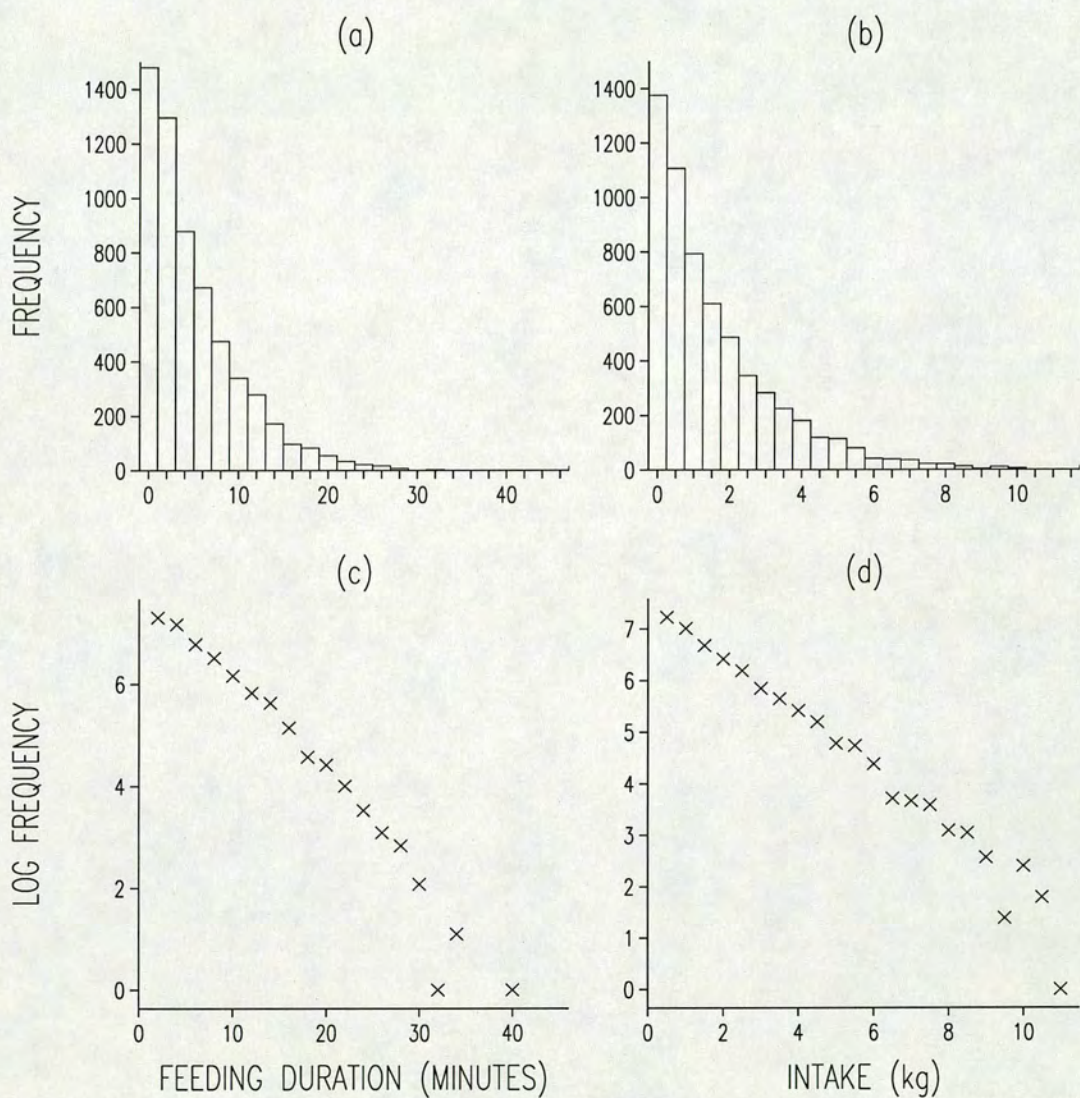 (a)
(b)
FREQUENCY
1400
1200
1000
800
600
400
200
0
0 10 20 30 40
1400
1200
1000
800
600
400
200
0
0 2 4 6 8 10
(c)
(d)
LOG FREQUENCY
6
4
2
0
0 10 20 30 40
FEEDING DURATION (MINUTES)
7
6
5
4
3
2
1
0
0 2 4 6 8 10
INTAKE (kg)